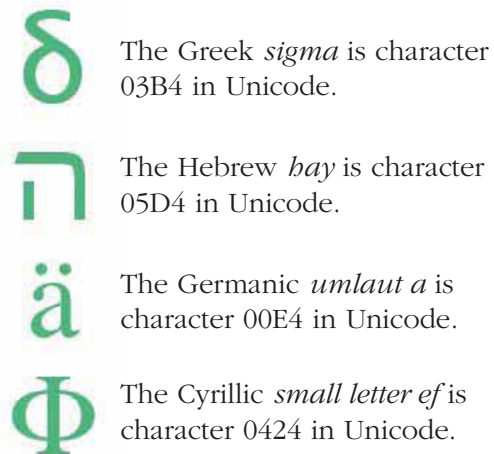 δ
The Greek sigma is character
03B4 in Unicode.
ה
The Hebrew hay is character
05D4 in Unicode.
ä
The Germanic umlaut a is
character 00E4 in Unicode.
Ф
The Cyrillic small letter ef is
character 0424 in Unicode.